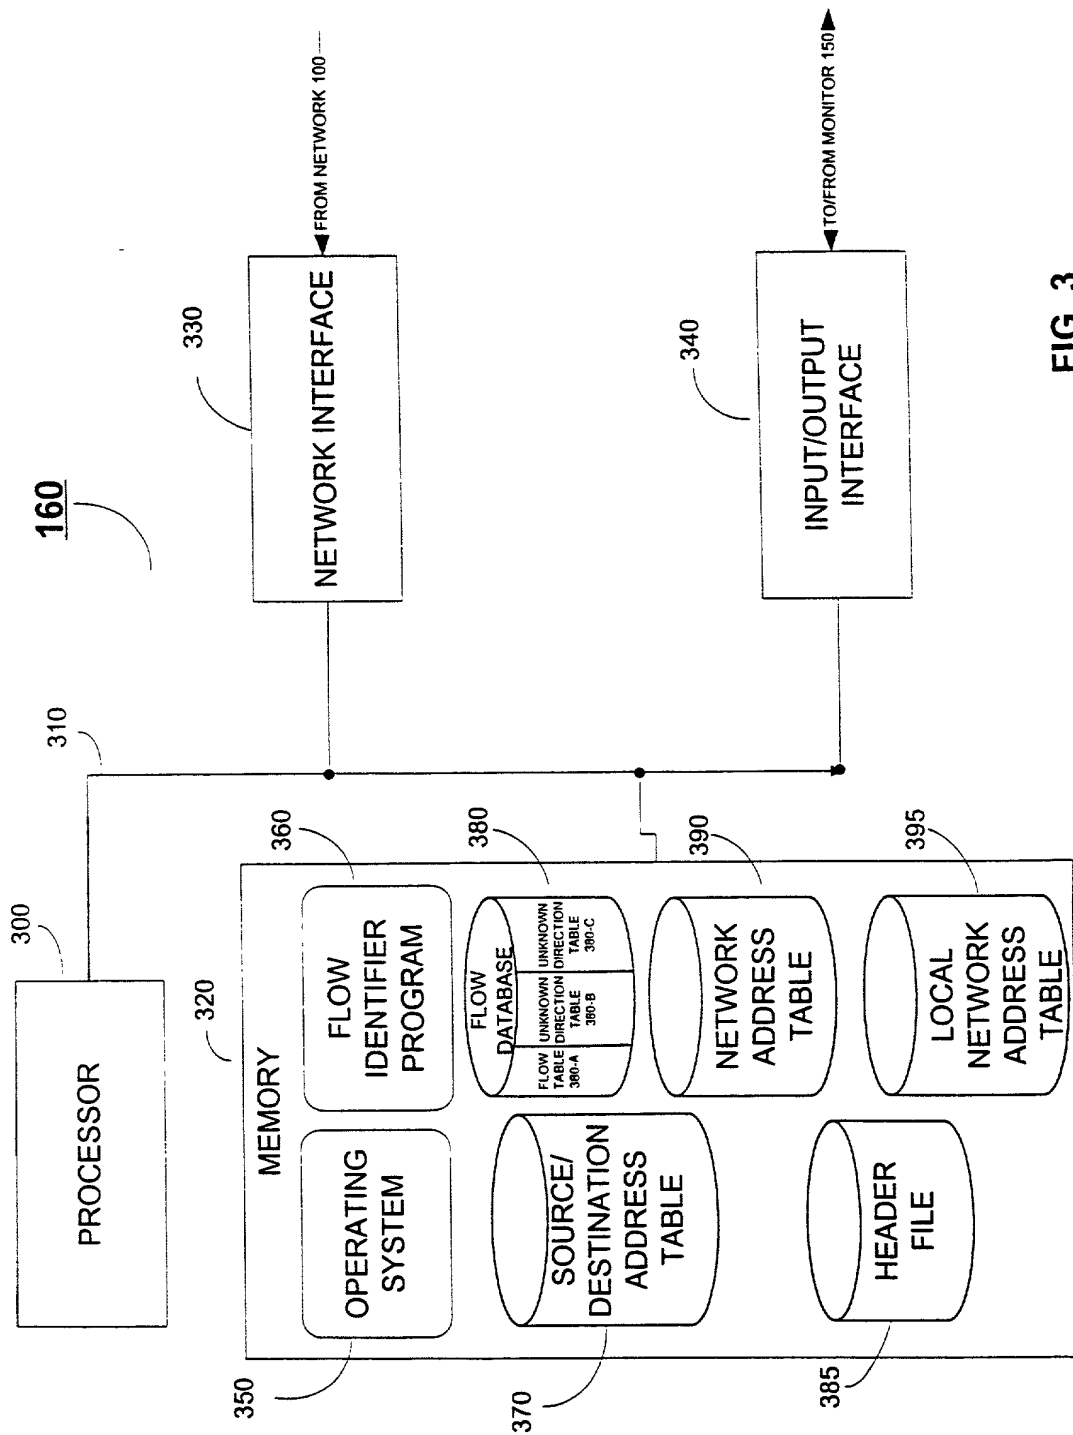 160
300
PROCESSOR
310
330
NETWORK INTERFACE
FROM NETWORK 100
320
MEMORY
350
OPERATING
SYSTEM
360
FLOW
IDENTIFIER
PROGRAM
370
SOURCE/
DESTINATION
ADDRESS
TABLE
380
FLOW
DATABASE
FLOW
TABLE
380-A
UNKNOWN
DIRECTION
TABLE
380-B
UNKNOWN
DIRECTION
TABLE
380-C
390
NETWORK
ADDRESS
TABLE
385
HEADER
FILE
395
LOCAL
NETWORK
ADDRESS
TABLE
340
INPUT/OUTPUT
INTERFACE
TO/FROM MONITOR 150
FIG. 3